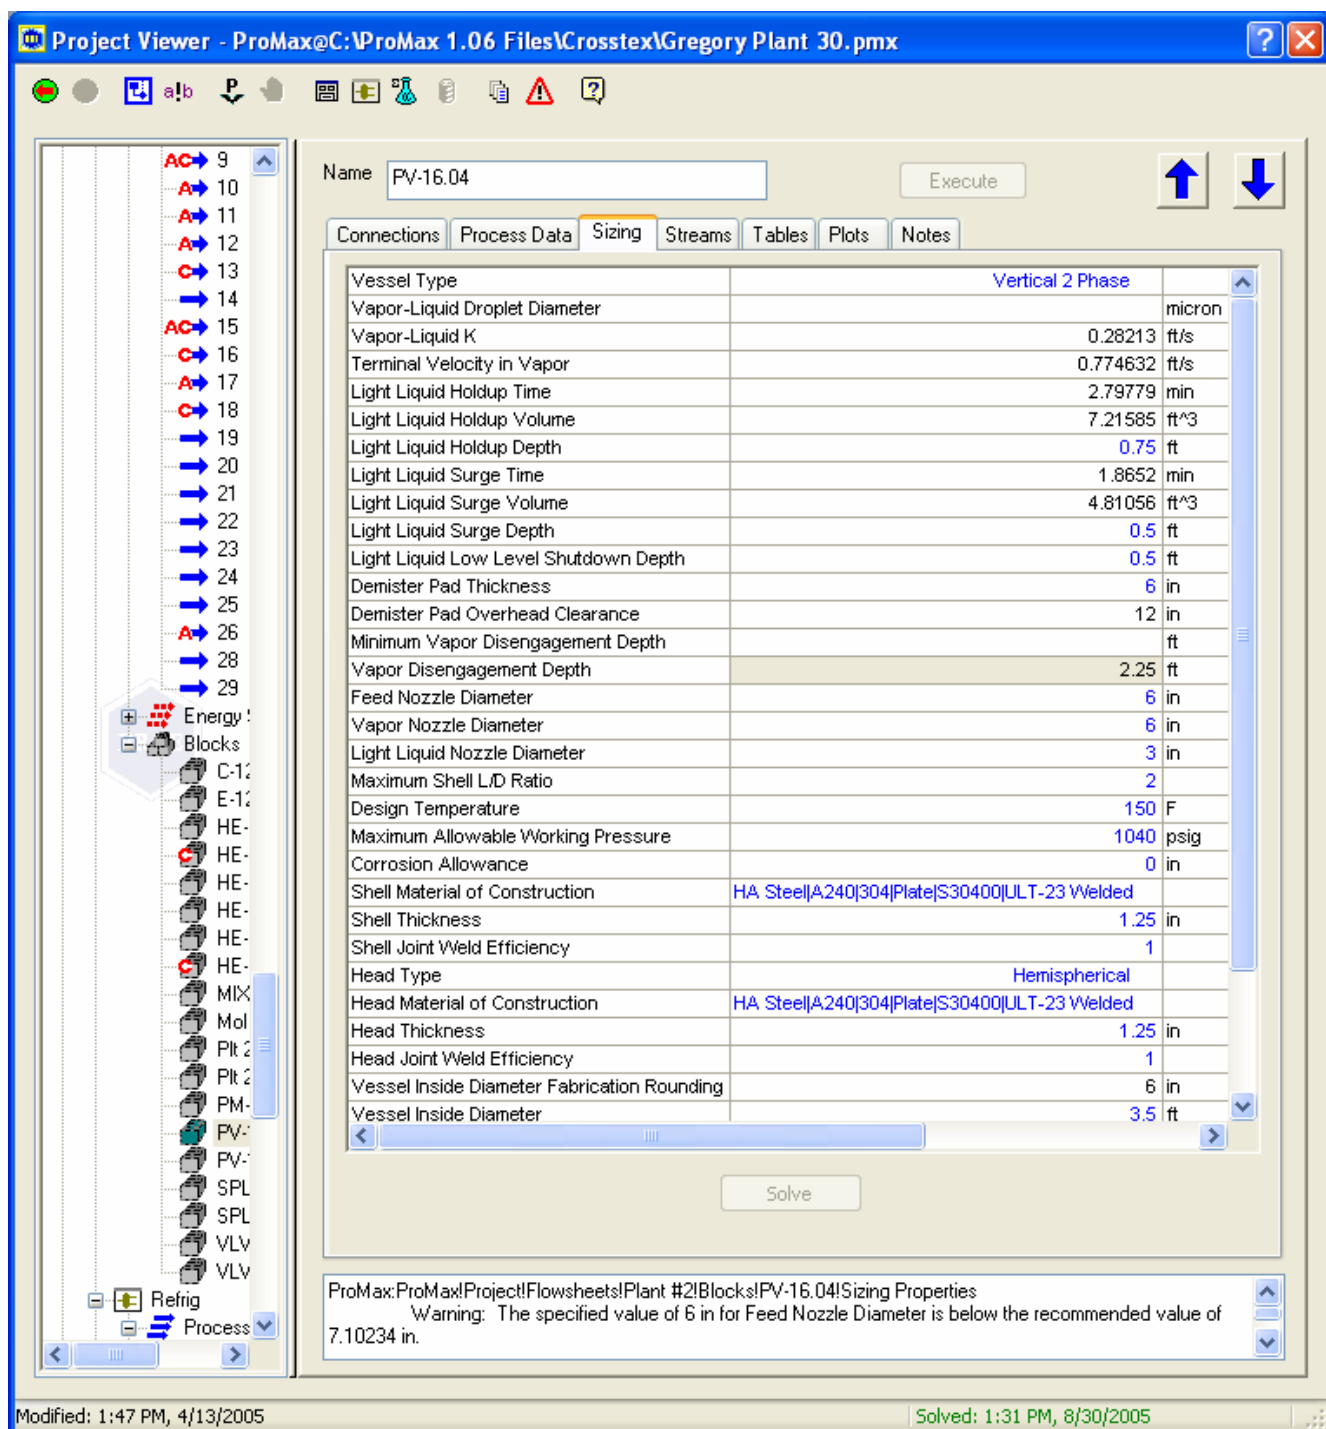 Project Viewer - ProMax@C:\ProMax 1.06 Files\Crosstex\Gregory Plant 30.pmx
a!b
P
AC 9
A 10
A 11
A 12
C 13
14
AC 15
C 16
A 17
C 18
19
20
21
22
23
24
25
A 26
28
29
Energy
Blocks
C-12
E-12
HE-
C HE-
HE-
HE-
HE-
C HE-
MIX
Mol
Plt 2
Plt 2
PM-
PV-1
PV-1
SPL
SPL
VLV
VLV
Refrig
Process
Name PV-16.04 Execute
Connections Process Data Sizing Streams Tables Plots Notes
Vessel Type Vertical 2 Phase
Vapor-Liquid Droplet Diameter micron
Vapor-Liquid K 0.28213 ft/s
Terminal Velocity in Vapor 0.774632 ft/s
Light Liquid Holdup Time 2.79779 min
Light Liquid Holdup Volume 7.21585 ft^3
Light Liquid Holdup Depth 0.75 ft
Light Liquid Surge Time 1.8652 min
Light Liquid Surge Volume 4.81056 ft^3
Light Liquid Surge Depth 0.5 ft
Light Liquid Low Level Shutdown Depth 0.5 ft
Demister Pad Thickness 6 in
Demister Pad Overhead Clearance 12 in
Minimum Vapor Disengagement Depth ft
Vapor Disengagement Depth 2.25 ft
Feed Nozzle Diameter 6 in
Vapor Nozzle Diameter 6 in
Light Liquid Nozzle Diameter 3 in
Maximum Shell L/D Ratio 2
Design Temperature 150 F
Maximum Allowable Working Pressure 1040 psig
Corrosion Allowance 0 in
Shell Material of Construction HA Steel|A240|304|Plate|S30400|ULT-23 Welded
Shell Thickness 1.25 in
Shell Joint Weld Efficiency 1
Head Type Hemispherical
Head Material of Construction HA Steel|A240|304|Plate|S30400|ULT-23 Welded
Head Thickness 1.25 in
Head Joint Weld Efficiency 1
Vessel Inside Diameter Fabrication Rounding 6 in
Vessel Inside Diameter 3.5 ft
Solve
ProMax:ProMax!Project!Flowsheets!Plant #2!Blocks!PV-16.04!Sizing Properties
Warning: The specified value of 6 in for Feed Nozzle Diameter is below the recommended value of
7.10234 in.
Modified: 1:47 PM, 4/13/2005
Solved: 1:31 PM, 8/30/2005